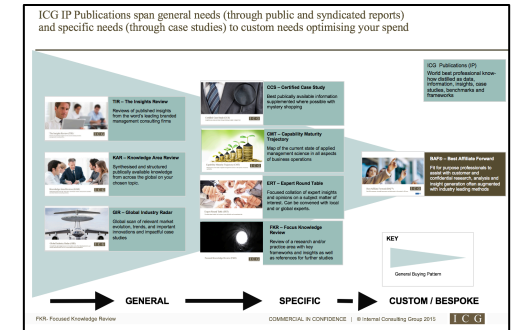 ICG IP Publications span general needs (through public and syndicated reports)
and specific needs (through case studies) to custom needs optimising your spend
ICG Publications (IP)
World best professional know-
how distilled as data,
information, insights, case
studies, benchmarks and
frameworks
TIR – The Insights Review
Reviews of published insights
from the word's leading branded
management consulting firms
KAR – Knowledge Area Review
Synthesised and structured
publically available knowledge
from across the global on your
chosen topic.
GIR – Global Industry Radar
Global scan of relevant market
evolution, trends, and important
innovations and impactful case
studies
CCS – Certified Case Study
Best publically available information
supplemented where possible with
mystery shopping
CMT – Capability Maturity
Trajectory
Map of the current state of applied
management science in all aspects
of business operations
ERT – Expert Round Table
Focused collation of expert insights
and opinions on a subject matter of
interest. Can be convened with local
and or global experts.
FKR – Focus Knowledge
Review
Review of a research and/or
practice area with key
frameworks and insights as well
as references for further studies
BAF© – Best Affiliate Forward
Fit for purpose professionals to
assist with customer and
confidential research, analysis and
insight generation often augmented
with industry leading methods
KEY
General Buying Pattern
GENERAL
SPECIFIC
CUSTOM / BESPOKE
FKR- Focused Knowledge Review
COMMERCIAL IN CONFIDENCE | © Internal Consulting Group 2015
ICG